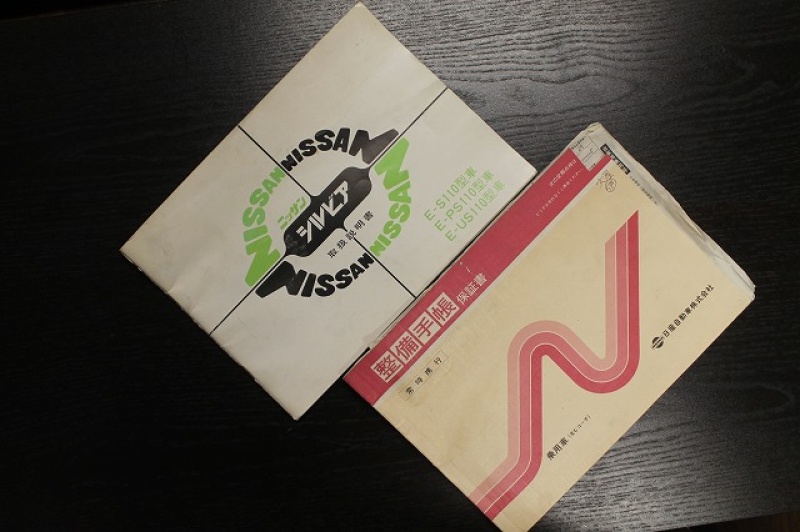 NISSAN
NISSAN
NISSAN
NISSAN
ニッサン
シルビア
取扱説明書
E-S110型車
E-PS110型車
E-US110型車
整備手帳
保証書
常時携行
乗用車
日産自動車株式会社